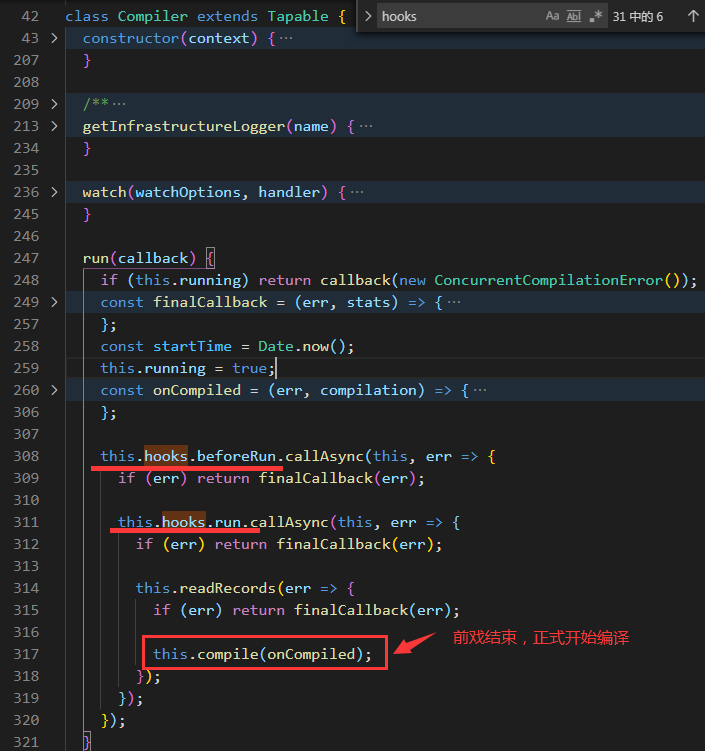 hooks Aa Abl .* 31 中的 6
42 class Compiler extends Tapable {
43 constructor(context) { ···
207 }
208
209 /** ···
213 getInfrastructureLogger(name) { ···
234 }
235
236 watch(watchOptions, handler) { ···
245 }
246
247 run(callback) {
248 if (this.running) return callback(new ConcurrentCompilationError());
249 const finalCallback = (err, stats) => { ···
257 };
258 const startTime = Date.now();
259 this.running = true;
260 const onCompiled = (err, compilation) => { ···
306 };
307
308 this.hooks.beforeRun.callAsync(this, err => {
309 if (err) return finalCallback(err);
310
311 this.hooks.run.callAsync(this, err => {
312 if (err) return finalCallback(err);
313
314 this.readRecords(err => {
315 if (err) return finalCallback(err);
316
317 this.compile(onCompiled); 前戏结束，正式开始编译
318 });
319 });
320 });
321 }